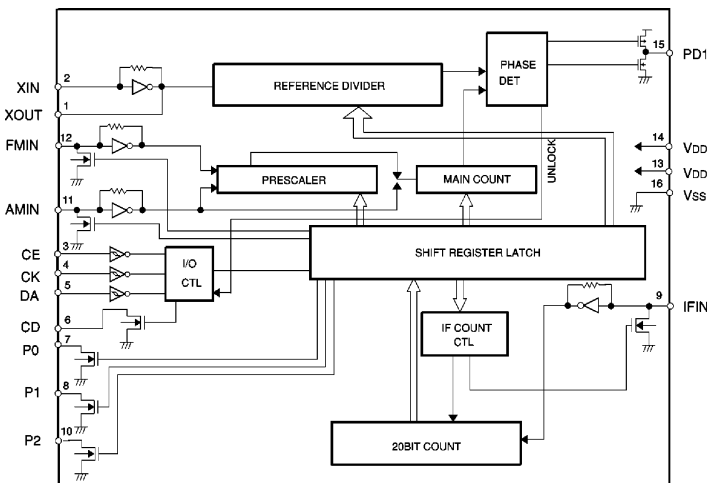 XIN
2
XOUT
1
FMIN
12
AMIN
11
CE
3
CK
4
DA
5
CD
6
P0
7
P1
8
P2
10
REFERENCE DIVIDER
PHASE
DET
15
PD1
14
VDD
13
VDD
16
VSS
PRESCALER
MAIN COUNT
UNLOCK
SHIFT REGISTER LATCH
I/O
CTL
IF COUNT
CTL
9
IFIN
20BIT COUNT